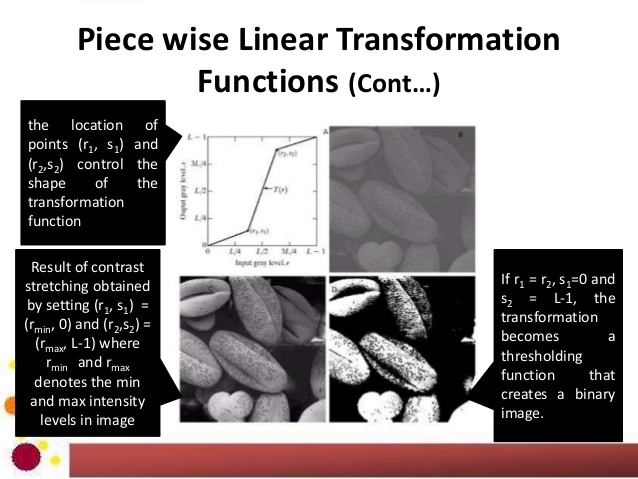 Piece wise Linear Transformation
Functions (Cont...)
the location of
points (r1, s1) and
(r2,s2) control the
shape of the
transformation
function
L − 1
3L/4
L/2
L/4
0
Ouput gray level, s
(r2, s2)
T(r)
(r1, s1)
0 L/4 L/2 3L/4 L − 1
Input gray level, r
A
B
D
Result of contrast
stretching obtained
by setting (r1, s1) =
(rmin, 0) and (r2,s2) =
(rmax, L-1) where
rmin and rmax
denotes the min
and max intensity
levels in image
If r1 = r2, s1=0 and
s2 = L-1, the
transformation
becomes a
thresholding
function that
creates a binary
image.